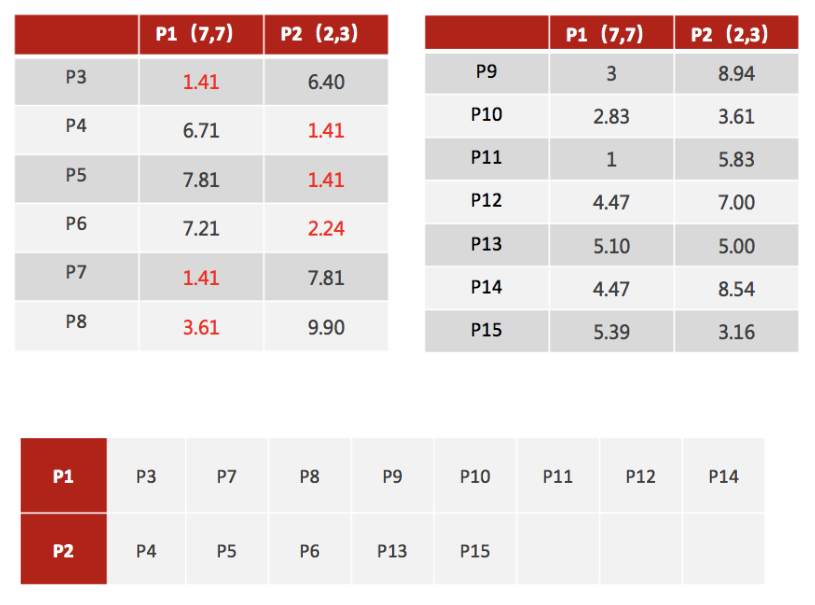 P1（7,7） P2（2,3）
P3 1.41 6.40
P4 6.71 1.41
P5 7.81 1.41
P6 7.21 2.24
P7 1.41 7.81
P8 3.61 9.90
P1（7,7） P2（2,3）
P9 3 8.94
P10 2.83 3.61
P11 1 5.83
P12 4.47 7.00
P13 5.10 5.00
P14 4.47 8.54
P15 5.39 3.16
P1 P3 P7 P8 P9 P10 P11 P12 P14
P2 P4 P5 P6 P13 P15